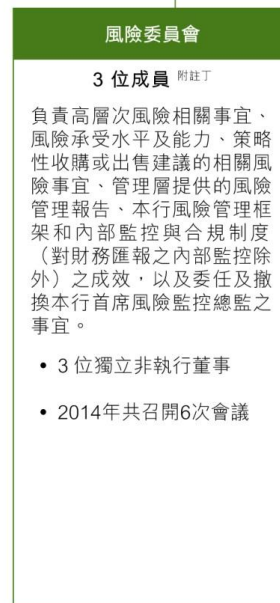 風險委員會
3 位成員 附註丁
負責高層次風險相關事宜、
風險承受水平及能力、策略
性收購或出售建議的相關風
險事宜、管理層提供的風險
管理報告、本行風險管理框
架和內部監控與合規制度
（對財務匯報之內部監控除
外）之成效，以及委任及撤
換本行首席風險監控總監之
事宜。
• 3 位獨立非執行董事
• 2014年共召開6次會議